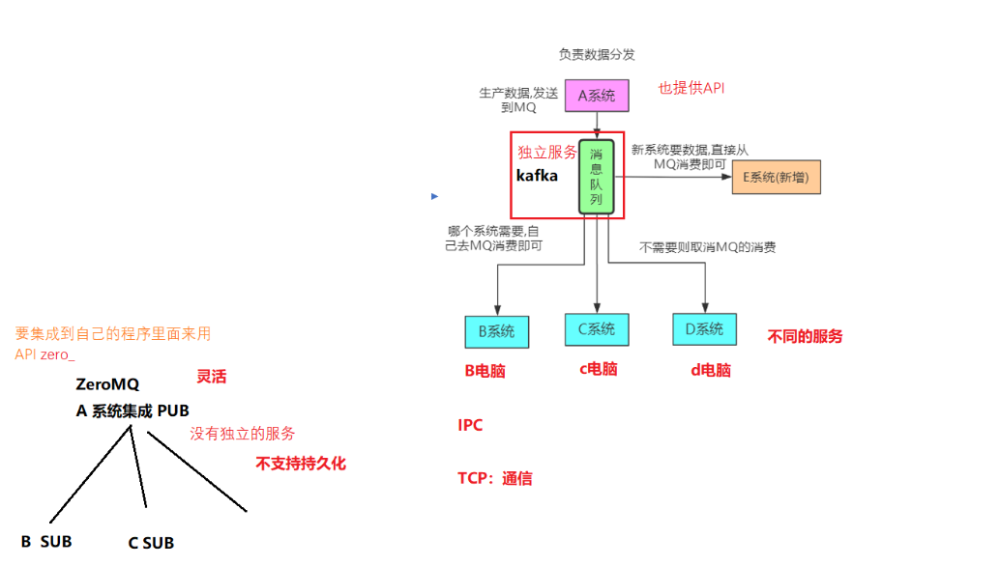 负责数据分发
生产数据,发送
到MQ
A系统
也提供API
独立服务
kafka
消
息
队
列
新系统要数据,直接从
MQ消费即可
E系统(新增)
哪个系统需要,自
己去MQ消费即可
不需要则取消MQ的消费
B系统
C系统
D系统
不同的服务
B电脑
c电脑
d电脑
IPC
TCP：通信
要集成到自己的程序里面来用
API zero_
灵活
ZeroMQ
A 系统集成 PUB
没有独立的服务
不支持持久化
B SUB
C SUB